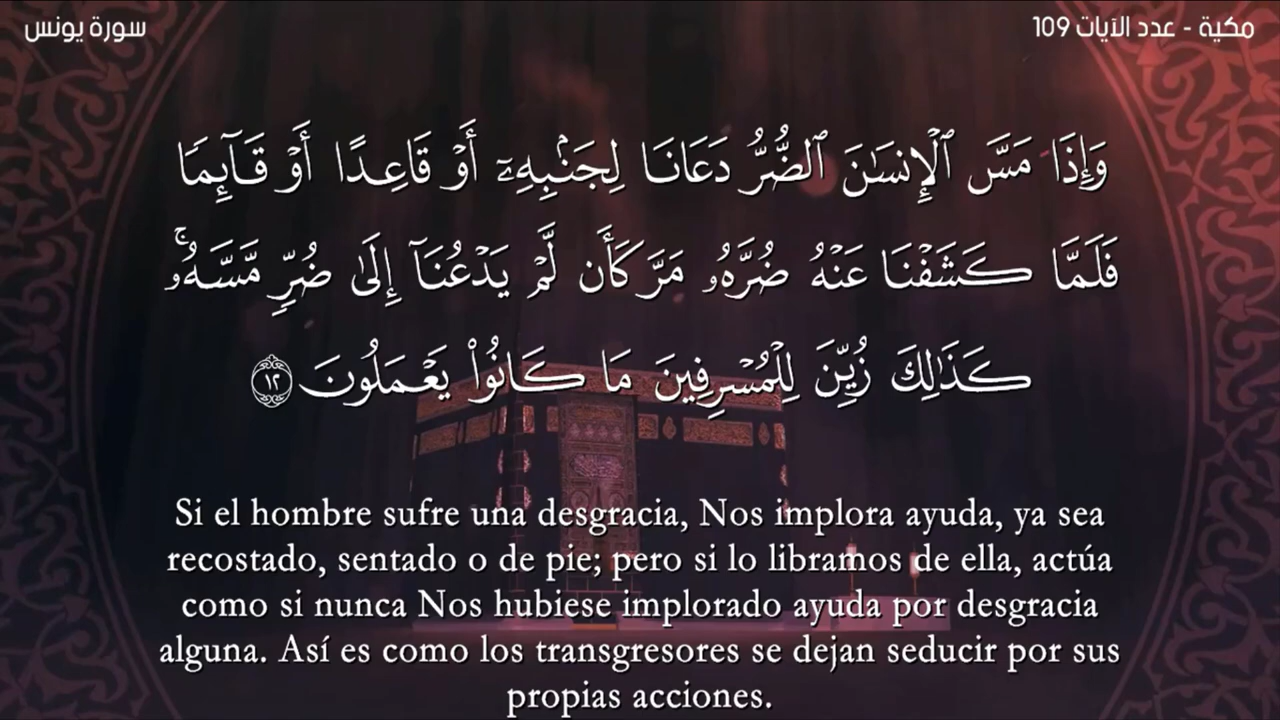 سورة يونس
مكية - عدد الآيات 109
وَإِذَا مَسَّ ٱلْإِنسَـٰنَ ٱلضُّرُّ دَعَانَا لِجَنۢبِهِۦٓ أَوْ قَاعِدًا أَوْ قَآئِمًا
فَلَمَّا كَشَفْنَا عَنْهُ ضُرَّهُۥ مَرَّ كَأَن لَّمْ يَدْعُنَآ إِلَىٰ ضُرٍّ مَّسَّهُۥ ۚ
كَذَٰلِكَ زُيِّنَ لِلْمُسْرِفِينَ مَا كَانُوا۟ يَعْمَلُونَ ١٢
Si el hombre sufre una desgracia, Nos implora ayuda, ya sea
recostado, sentado o de pie; pero si lo libramos de ella, actúa
como si nunca Nos hubiese implorado ayuda por desgracia
alguna. Así es como los transgresores se dejan seducir por sus
propias acciones.